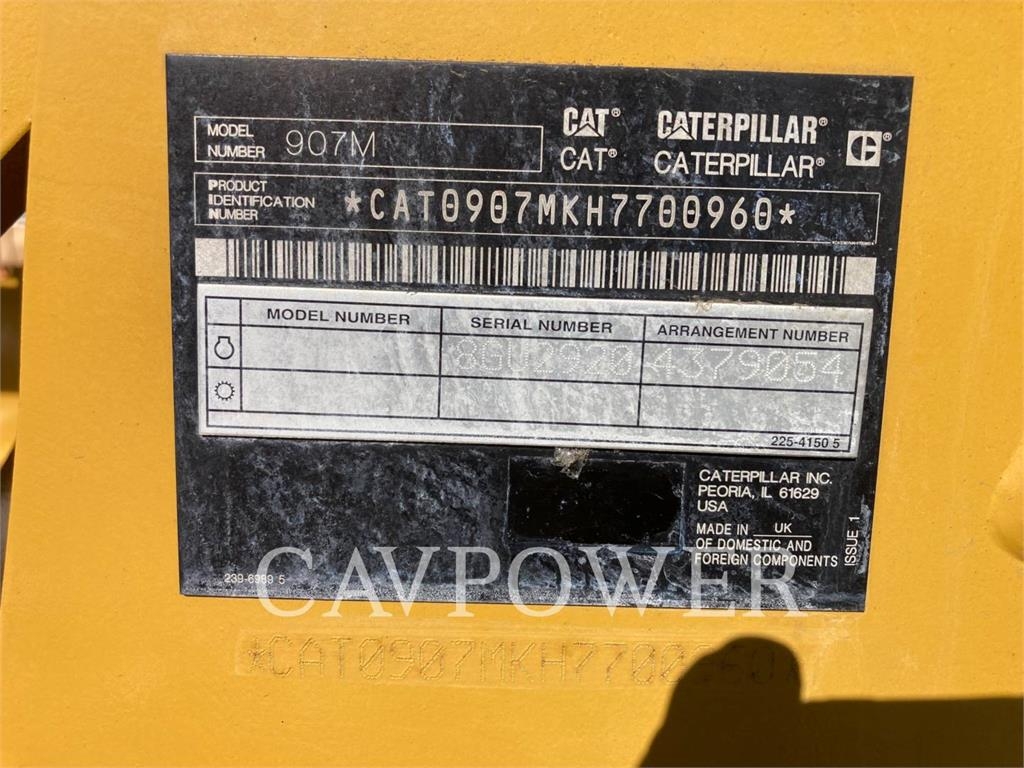 MODEL NUMBER 907M
CAT® CATERPILLAR®
CAT® CATERPILLAR®
PRODUCT IDENTIFICATION NUMBER *CAT0907MKH7700960*
MODEL NUMBER SERIAL NUMBER ARRANGEMENT NUMBER
4379054
225-4150 5
CATERPILLAR INC.
PEORIA, IL 61629
USA
MADE IN UK
OF DOMESTIC AND
FOREIGN COMPONENTS
ISSUE 1
239-6989 5
CAVPOWER
*CAT0907MKH7700960*